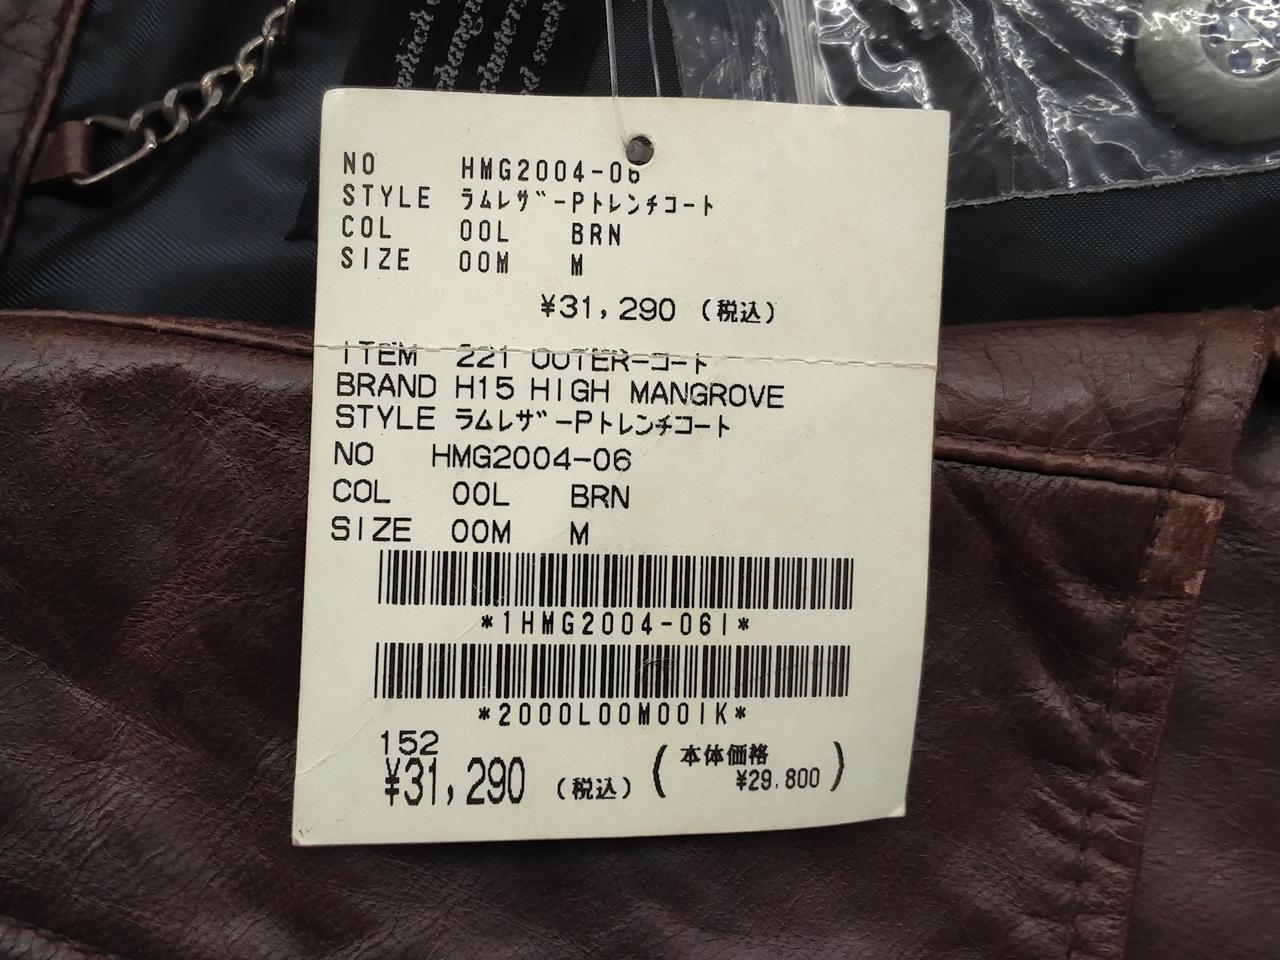 NO HMG2004-06
STYLE ﾗﾑﾚｻﾞｰPﾄﾚﾝﾁｺｰﾄ
COL 00L BRN
SIZE 00M M
¥31,290 (税込)
ITEM 221 OUTER-ｺｰﾄ
BRAND H15 HIGH MANGROVE
STYLE ﾗﾑﾚｻﾞｰPﾄﾚﾝﾁｺｰﾄ
NO HMG2004-06
COL 00L BRN
SIZE 00M M
*1HMG2004-06I*
*2000L00M00IK*
152
¥31,290 (税込) (本体価格
¥29,800)